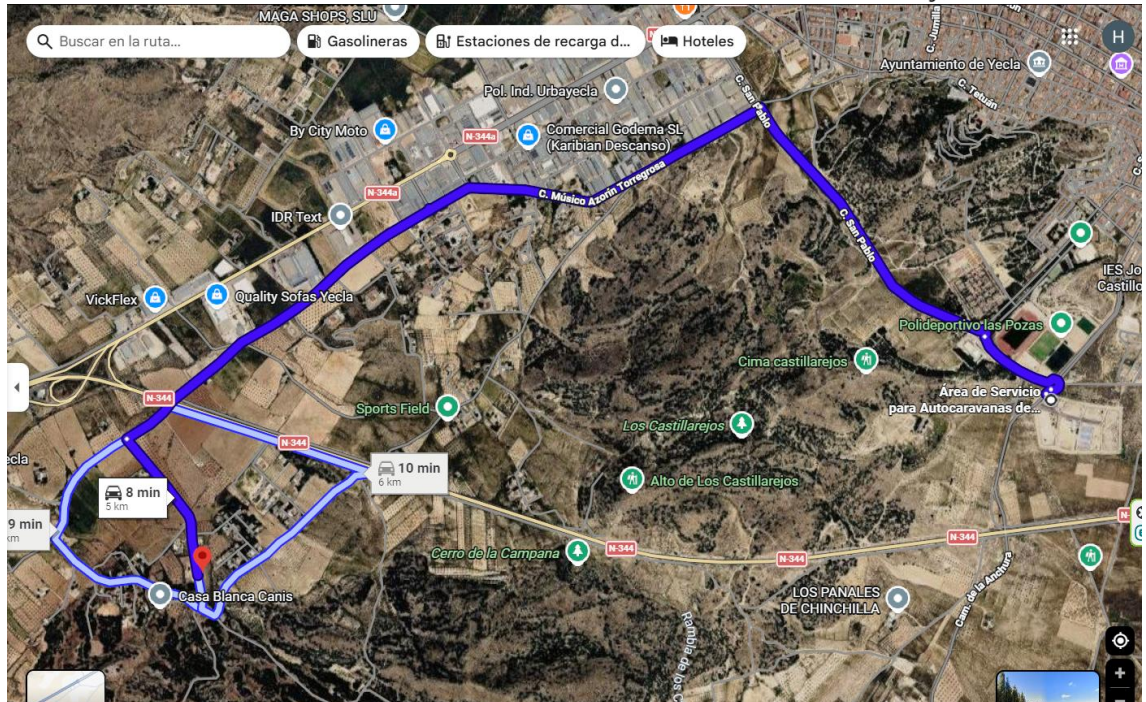 MAGA SHOPS, SLU
Buscar en la ruta...
Gasolineras
Estaciones de recarga d...
Hoteles
H
C. Jumilla
Ayuntamiento de Yecla
C. Tetuán
C. San Pablo
Pol. Ind. Urbayecla
By City Moto
N-344a
Comercial Godema SL
(Karibian Descanso)
C. Músico Azorín Torregrosa
N-344a
IDR Text
C. San Pablo
IES Jo
Castillo
VickFlex
Quality Sofas Yecla
Polideportivo las Pozas
Cima castillarejos
Área de Servicio
para Autocaravanas de...
N-344
Sports Field
Los Castillarejos
N-344
10 min
6 km
Alto de Los Castillarejos
8 min
5 km
9 min
km
ecla
N-344
N-344
N-344
N-
Cerro de la Campana
Casa Blanca Canis
LOS PANALES
DE CHINCHILLA
Cam. de la Anchura
Rambla de los C